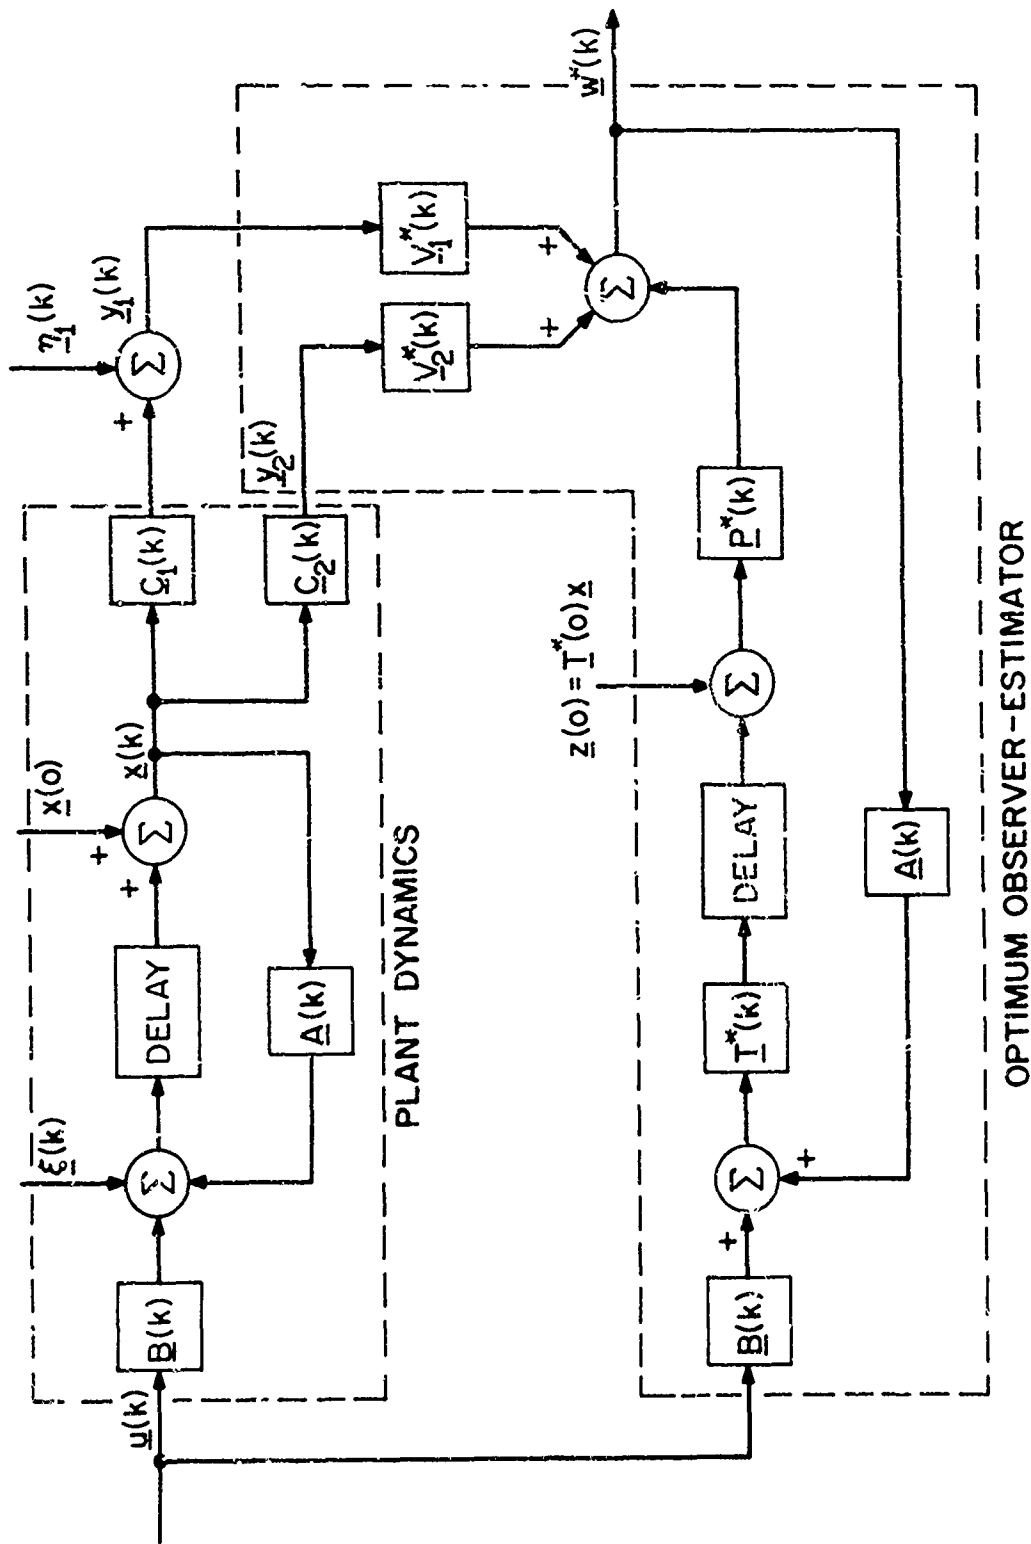 u(k)
B(k)
Σ
ξ(k)
DELAY
A(k)
+
+
Σ
x(0)
x(k)
C₁(k)
C₂(k)
+
Σ
η₁(k)
y₁(k)
y₂(k)
PLANT DYNAMICS
V₁*(k)
V₂*(k)
+
+
Σ
w*(k)
B(k)
+
Σ
+
T*(k)
DELAY
Σ
z(0) = T*(0) x
P*(k)
A(k)
OPTIMUM OBSERVER-ESTIMATOR